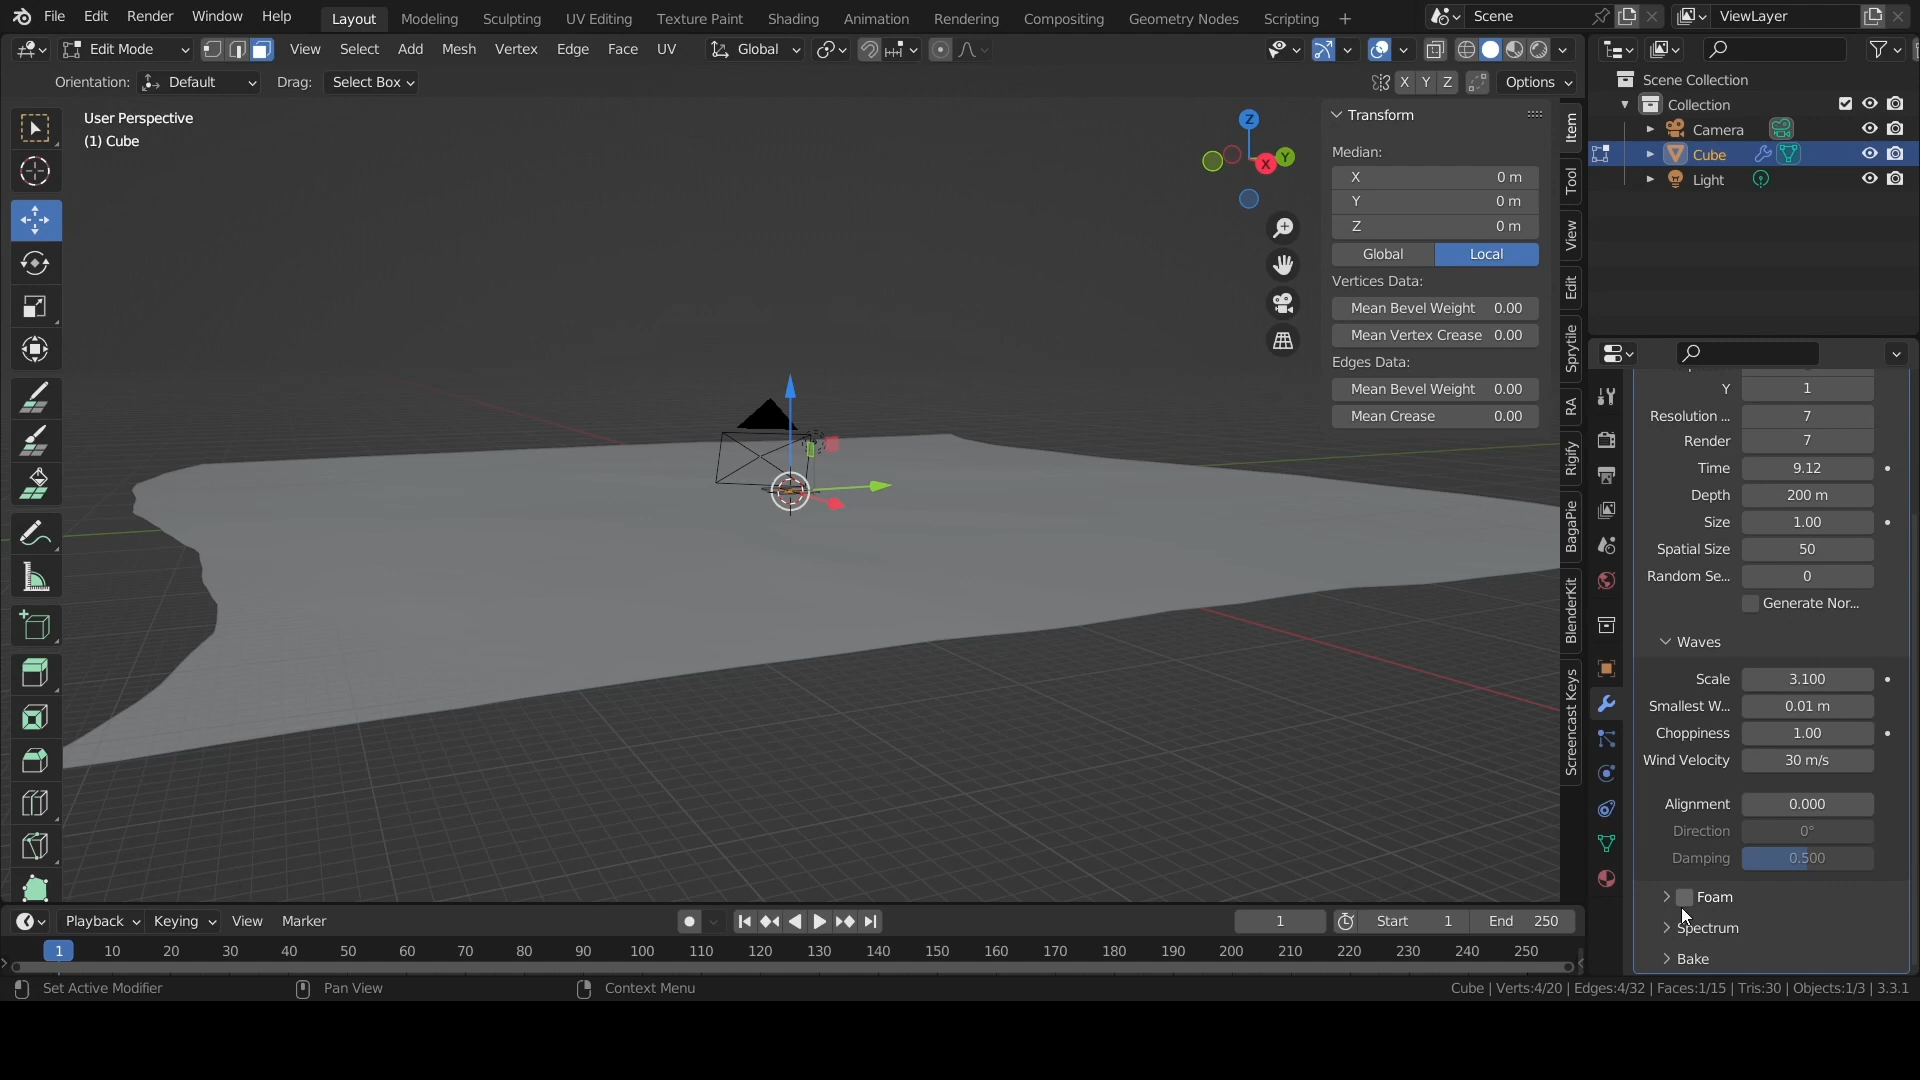 File Edit Render Window Help Layout Modeling Sculpting UV Editing Texture Paint Shading Animation Rendering Compositing Geometry Nodes Scripting + Scene ViewLayer
Edit Mode View Select Add Mesh Vertex Edge Face UV Global
Orientation: Default Drag: Select Box X Y Z Options
User Perspective
(1) Cube
Z
Y
X
Transform
Median:
X 0 m
Y 0 m
Z 0 m
Global Local
Vertices Data:
Mean Bevel Weight 0.00
Mean Vertex Crease 0.00
Edges Data:
Mean Bevel Weight 0.00
Mean Crease 0.00
Item
Tool
View
Edit
Sprytile
RA
Rigify
BagaPie
BlenderKit
Screencast Keys
Scene Collection
Collection
Camera
Cube
Light
Y 1
Resolution ... 7
Render 7
Time 9.12
Depth 200 m
Size 1.00
Spatial Size 50
Random Se... 0
Generate Nor...
Waves
Scale 3.100
Smallest W... 0.01 m
Choppiness 1.00
Wind Velocity 30 m/s
Alignment 0.000
Direction 0°
Damping 0.500
Foam
Spectrum
Bake
Playback Keying View Marker 1 Start 1 End 250
1 10 20 30 40 50 60 70 80 90 100 110 120 130 140 150 160 170 180 190 200 210 220 230 240 250
Set Active Modifier Pan View Context Menu Cube | Verts:4/20 | Edges:4/32 | Faces:1/15 | Tris:30 | Objects:1/3 | 3.3.1